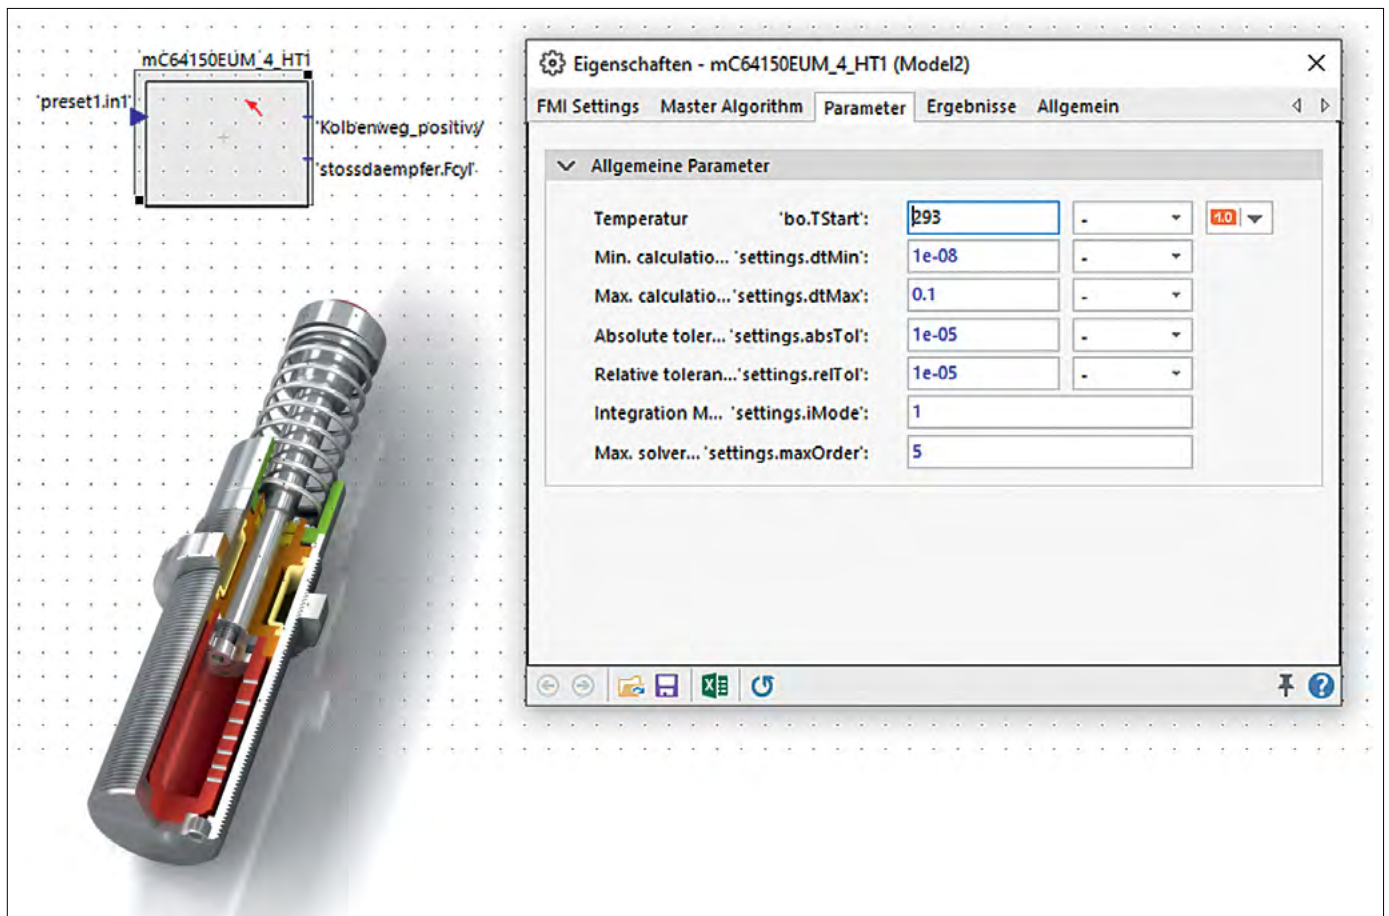 mC64150EUM_4_HT1
'preset1.in1'
'Kolbenweg_positiv.y'
'stossdaempfer.Fcyl'
Eigenschaften - mC64150EUM_4_HT1 (Model2)
FMI Settings Master Algorithm Parameter Ergebnisse Allgemein
Allgemeine Parameter
Temperatur 'bo.TStart': 293 -
1.0
Min. calculatio... 'settings.dtMin': 1e-08 -
Max. calculatio...'settings.dtMax': 0.1 -
Absolute toler... 'settings.absTol': 1e-05 -
Relative toleran...'settings.relTol': 1e-05 -
Integration M... 'settings.iMode': 1
Max. solver... 'settings.maxOrder': 5